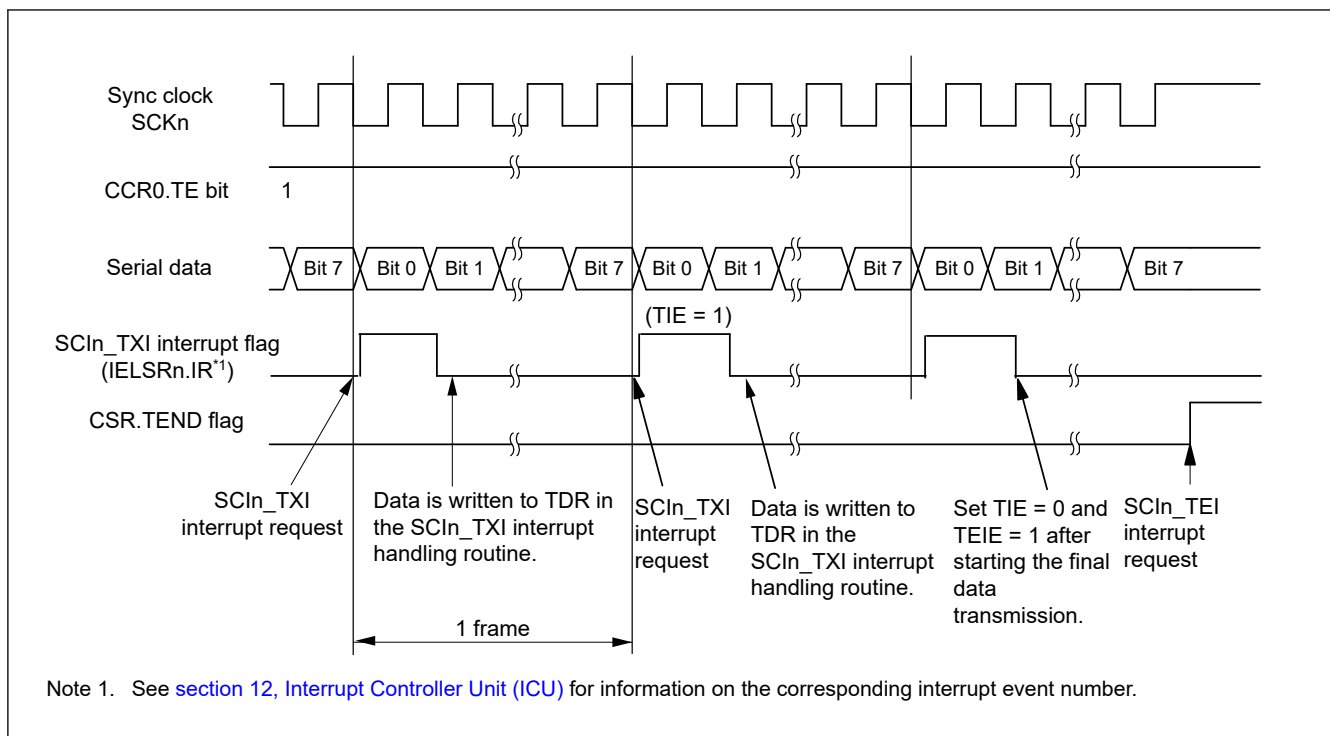 Sync clock
SCKn
CCR0.TE bit 1
Serial data
Bit 7 Bit 0 Bit 1 Bit 7 Bit 0 Bit 1 Bit 7 Bit 0 Bit 1 Bit 7
(TIE = 1)
SCIn_TXI interrupt flag
(IELSRn.IR*1)
CSR.TEND flag
SCIn_TXI
interrupt request
Data is written to TDR in
the SCIn_TXI interrupt
handling routine.
SCIn_TXI
interrupt
request
Data is written to
TDR in the
SCIn_TXI interrupt
handling routine.
Set TIE = 0 and
TEIE = 1 after
starting the final
data
transmission.
SCIn_TEI
interrupt
request
1 frame
Note 1. See section 12, Interrupt Controller Unit (ICU) for information on the corresponding interrupt event number.